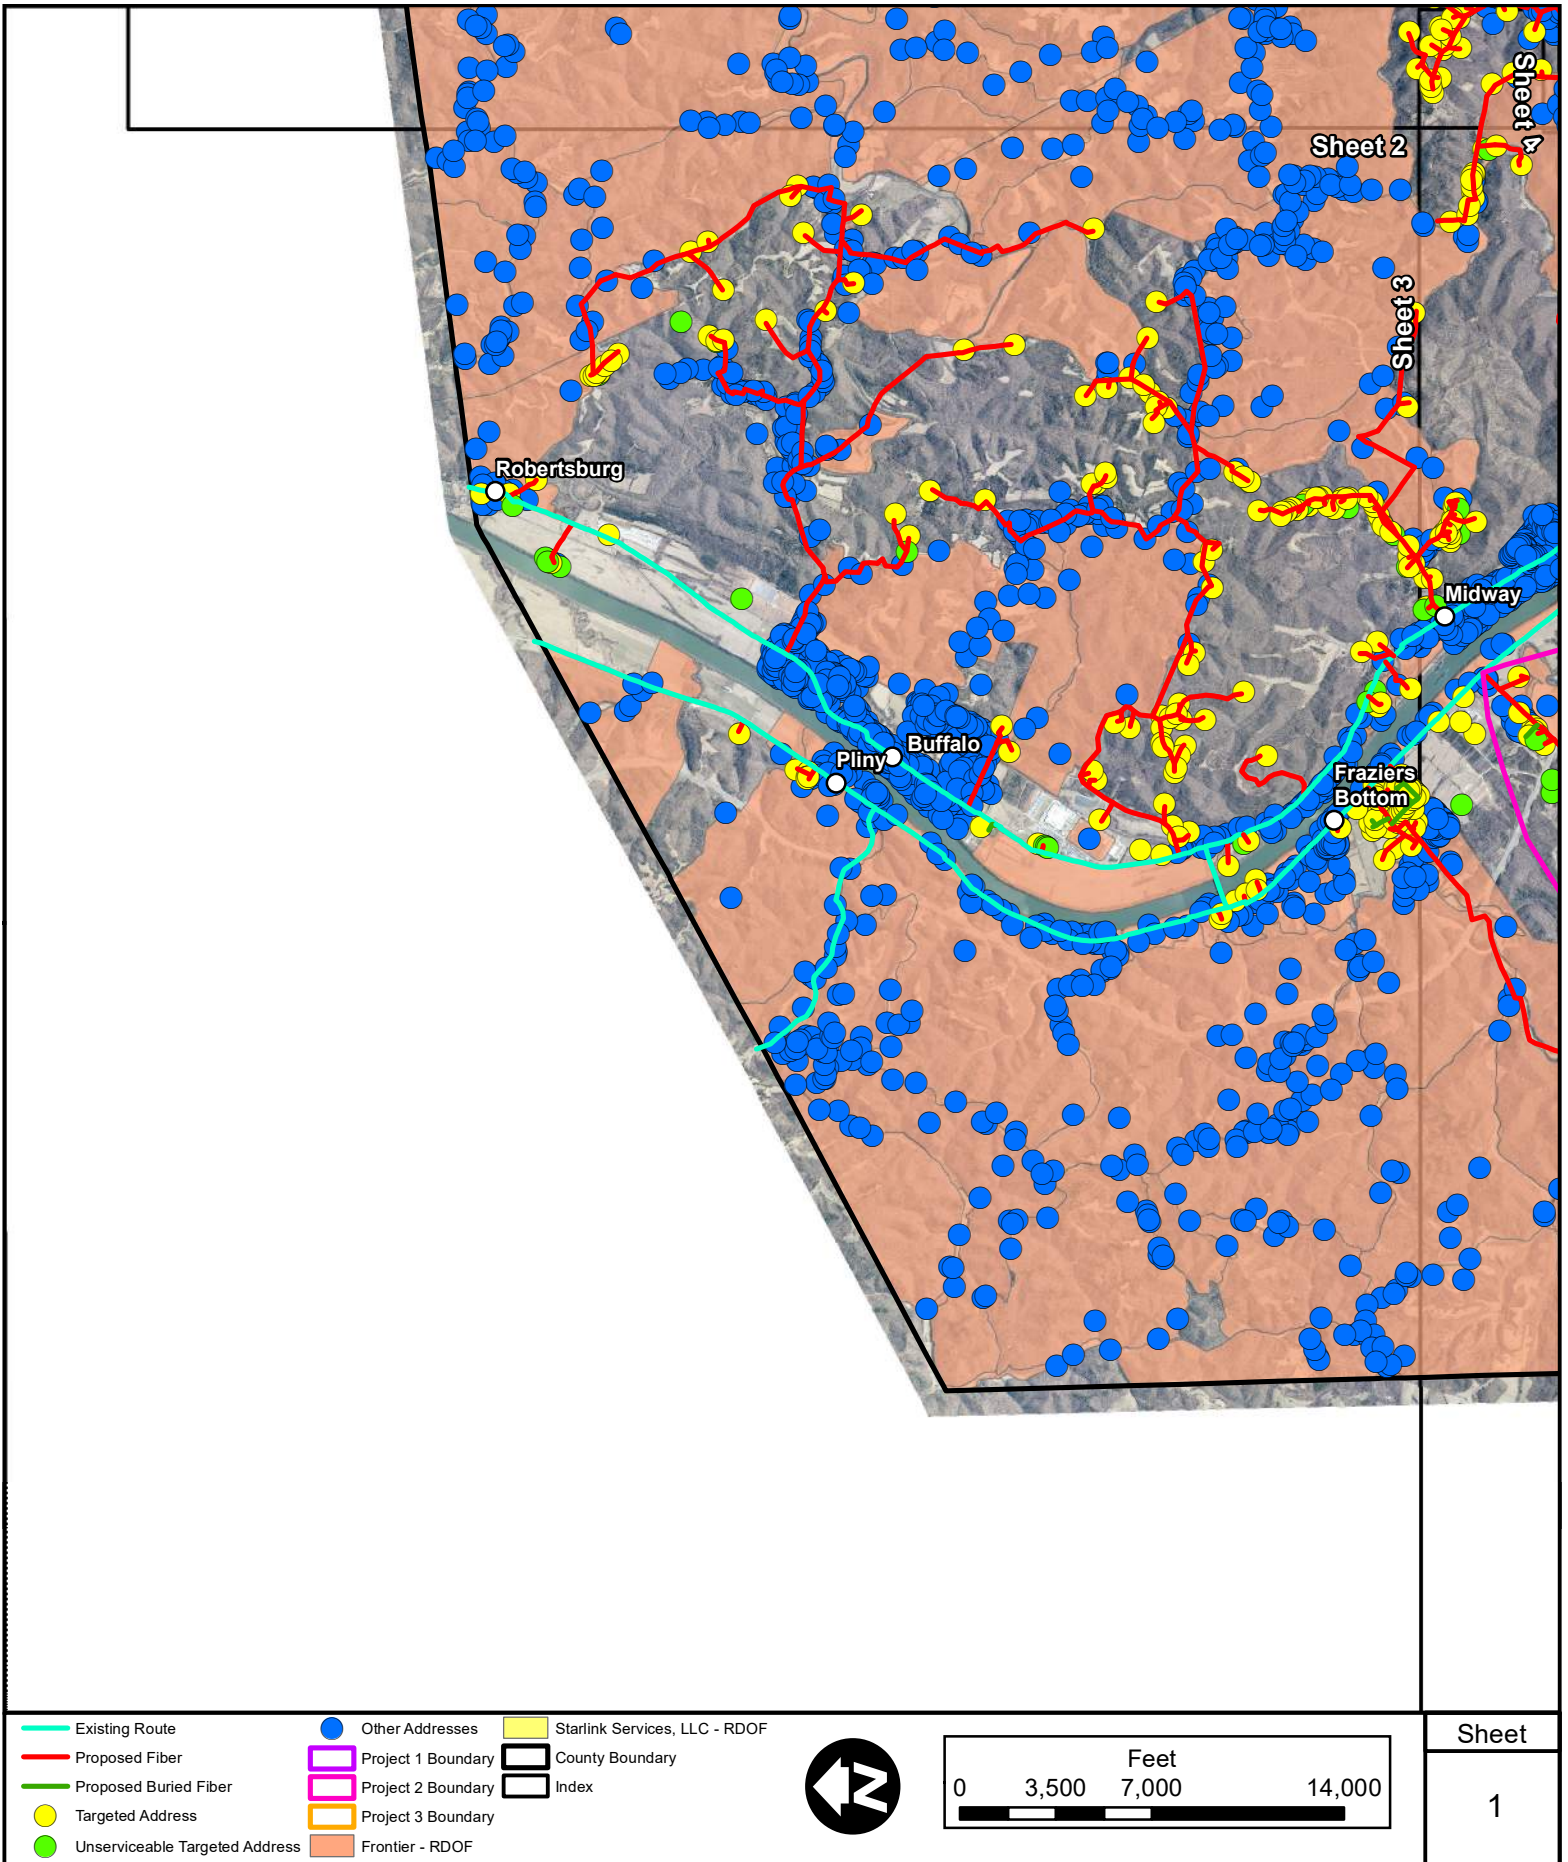 Sheet 4
Sheet 2
Sheet 3
Robertsburg
Midway
Buffalo
Pliny
Fraziers
Bottom
Existing Route
Proposed Fiber
Proposed Buried Fiber
Targeted Address
Unserviceable Targeted Address
Other Addresses
Project 1 Boundary
Project 2 Boundary
Project 3 Boundary
Frontier - RDOF
Starlink Services, LLC - RDOF
County Boundary
Index
N
Feet
0 3,500 7,000 14,000
Sheet
1